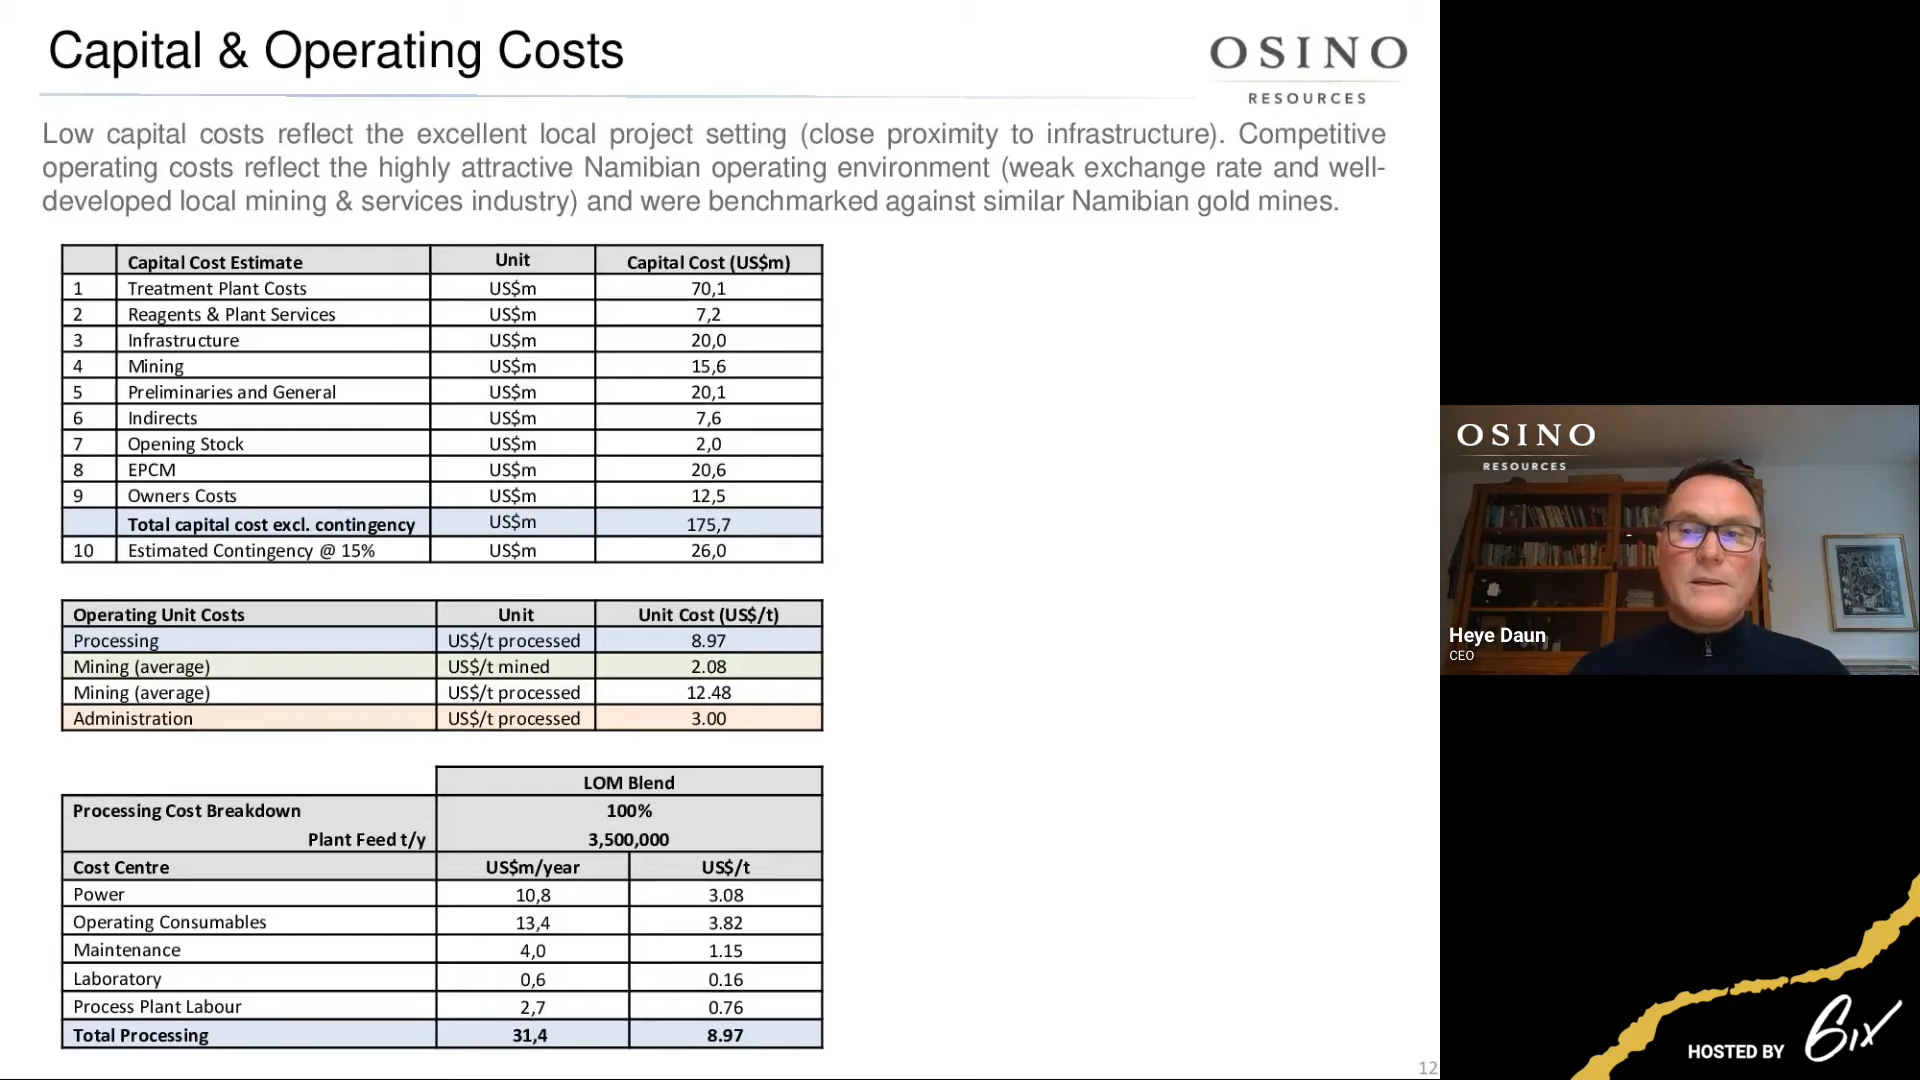 Capital & Operating Costs
OSINO
RESOURCES
Low capital costs reflect the excellent local project setting (close proximity to infrastructure). Competitive
operating costs reflect the highly attractive Namibian operating environment (weak exchange rate and well-
developed local mining & services industry) and were benchmarked against similar Namibian gold mines.
Capital Cost Estimate Unit Capital Cost (US$m)
1 Treatment Plant Costs US$m 70,1
2 Reagents & Plant Services US$m 7,2
3 Infrastructure US$m 20,0
4 Mining US$m 15,6
5 Preliminaries and General US$m 20,1
6 Indirects US$m 7,6
7 Opening Stock US$m 2,0
8 EPCM US$m 20,6
9 Owners Costs US$m 12,5
Total capital cost excl. contingency US$m 175,7
10 Estimated Contingency @ 15% US$m 26,0
Operating Unit Costs Unit Unit Cost (US$/t)
Processing US$/t processed 8.97
Mining (average) US$/t mined 2.08
Mining (average) US$/t processed 12.48
Administration US$/t processed 3.00
LOM Blend
Processing Cost Breakdown 100%
Plant Feed t/y 3,500,000
Cost Centre US$m/year US$/t
Power 10,8 3.08
Operating Consumables 13,4 3.82
Maintenance 4,0 1.15
Laboratory 0,6 0.16
Process Plant Labour 2,7 0.76
Total Processing 31,4 8.97
12
OSINO
RESOURCES
Heye Daun
CEO
HOSTED BY 6ix